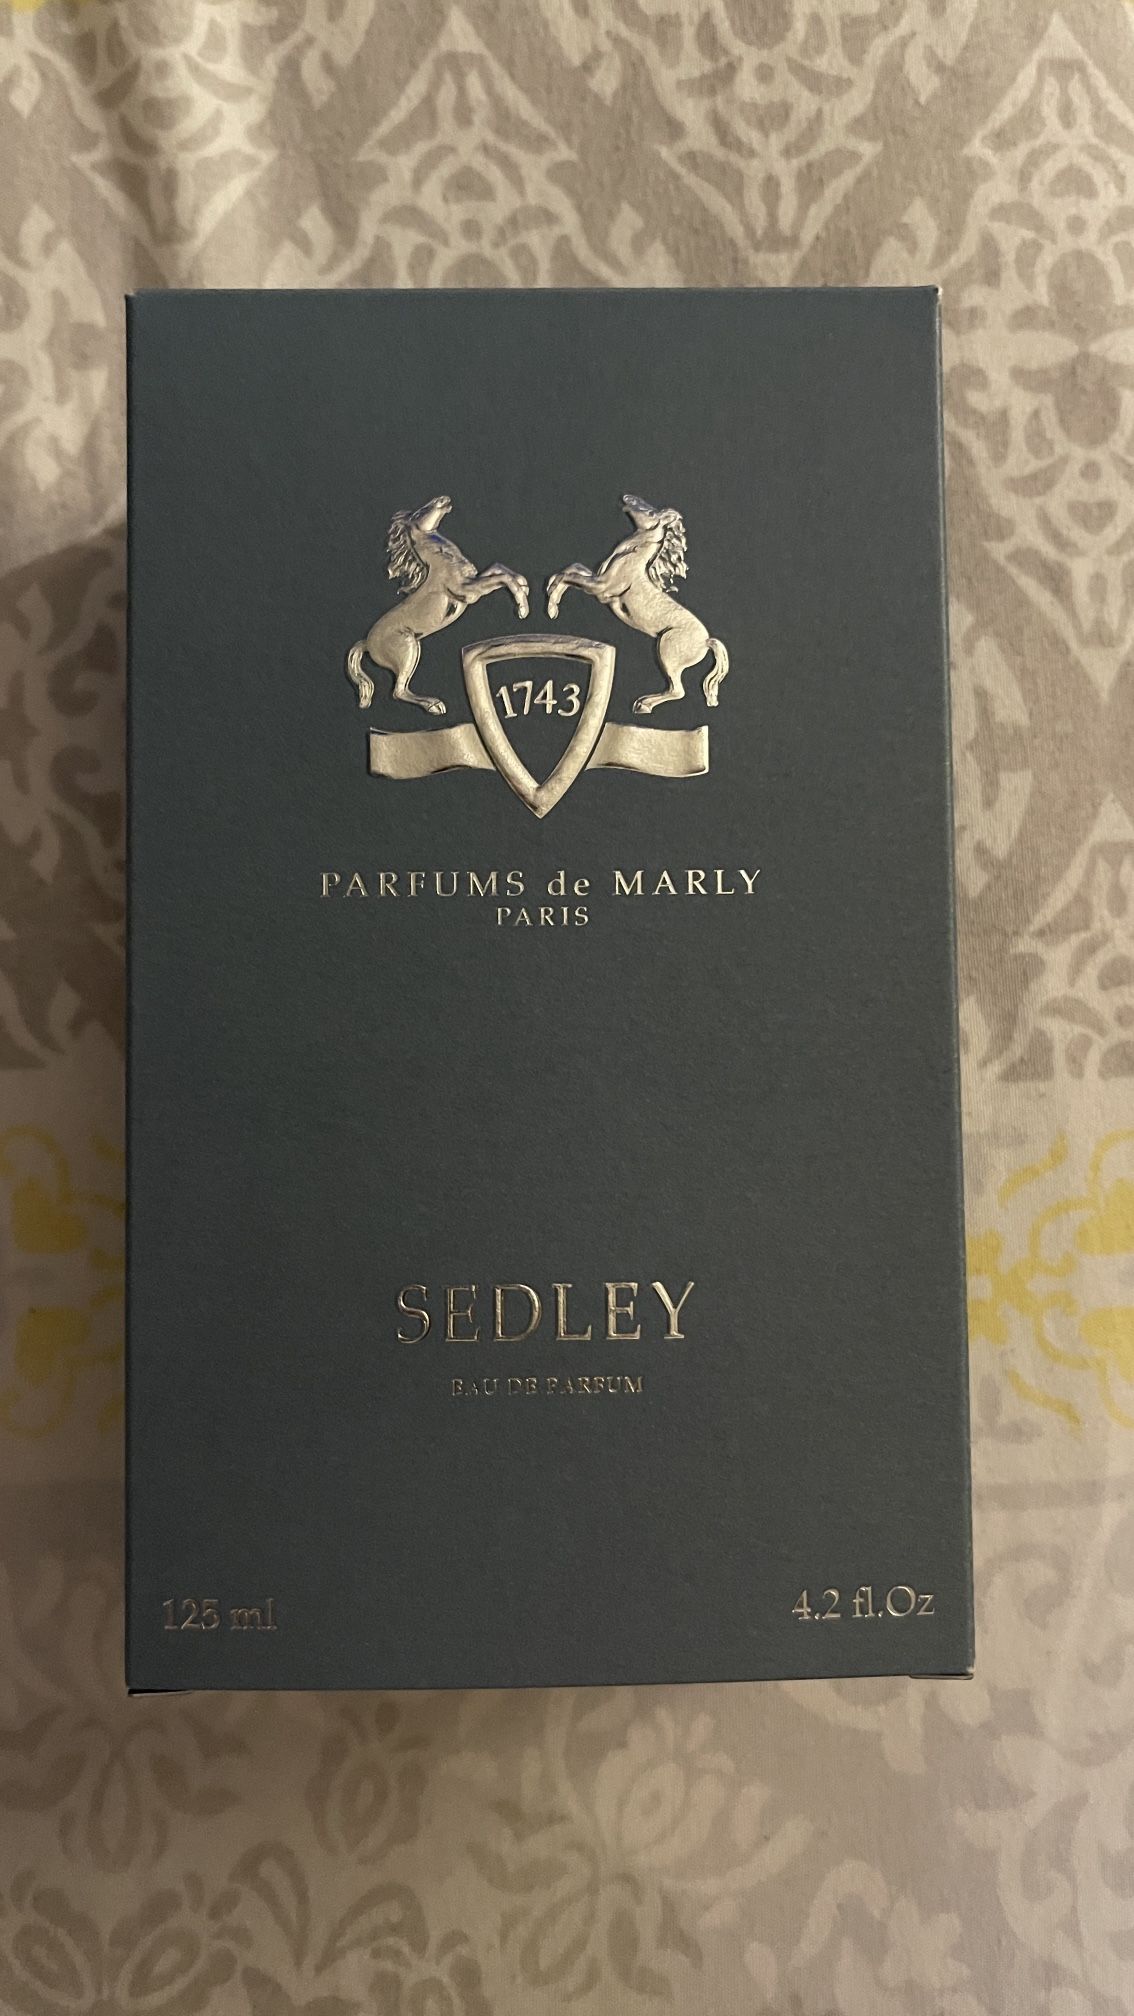 1743
PARFUMS de MARLY
PARIS
SEDLEY
EAU DE PARFUM
125 ml
4.2 fl.Oz